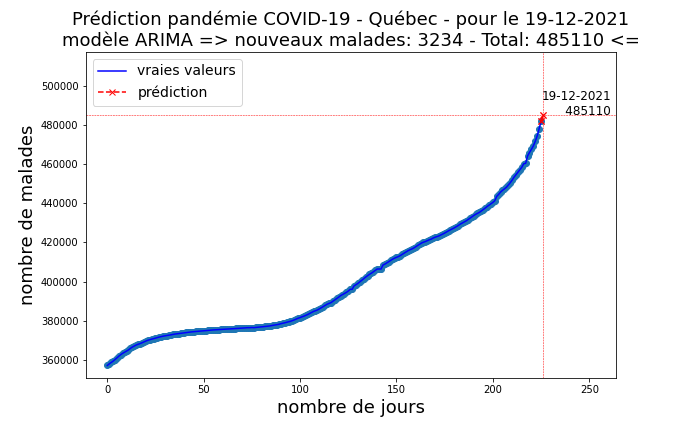 Prédiction pandémie COVID-19 - Québec - pour le 19-12-2021
modèle ARIMA => nouveaux malades: 3234 - Total: 485110 <=
vraies valeurs
prédiction
19-12-2021
485110
nombre de malades
500000
480000
460000
440000
420000
400000
380000
360000
0 50 100 150 200 250
nombre de jours